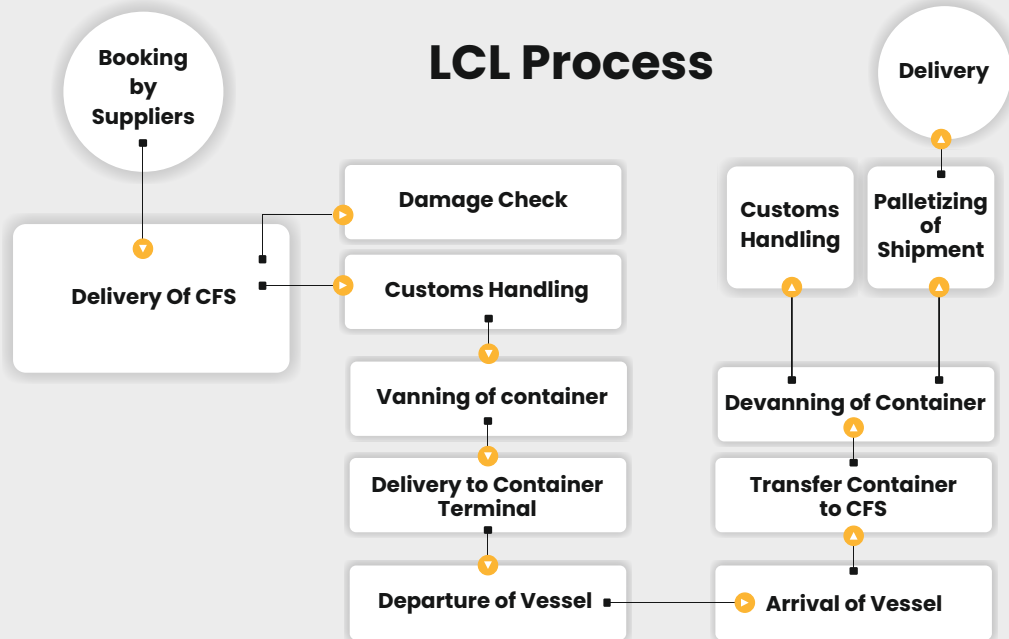 LCL Process
Booking
by
Suppliers
Delivery Of CFS
Damage Check
Customs Handling
Vanning of container
Delivery to Container
Terminal
Departure of Vessel
Arrival of Vessel
Transfer Container
to CFS
Devanning of Container
Customs
Handling
Palletizing
of
Shipment
Delivery